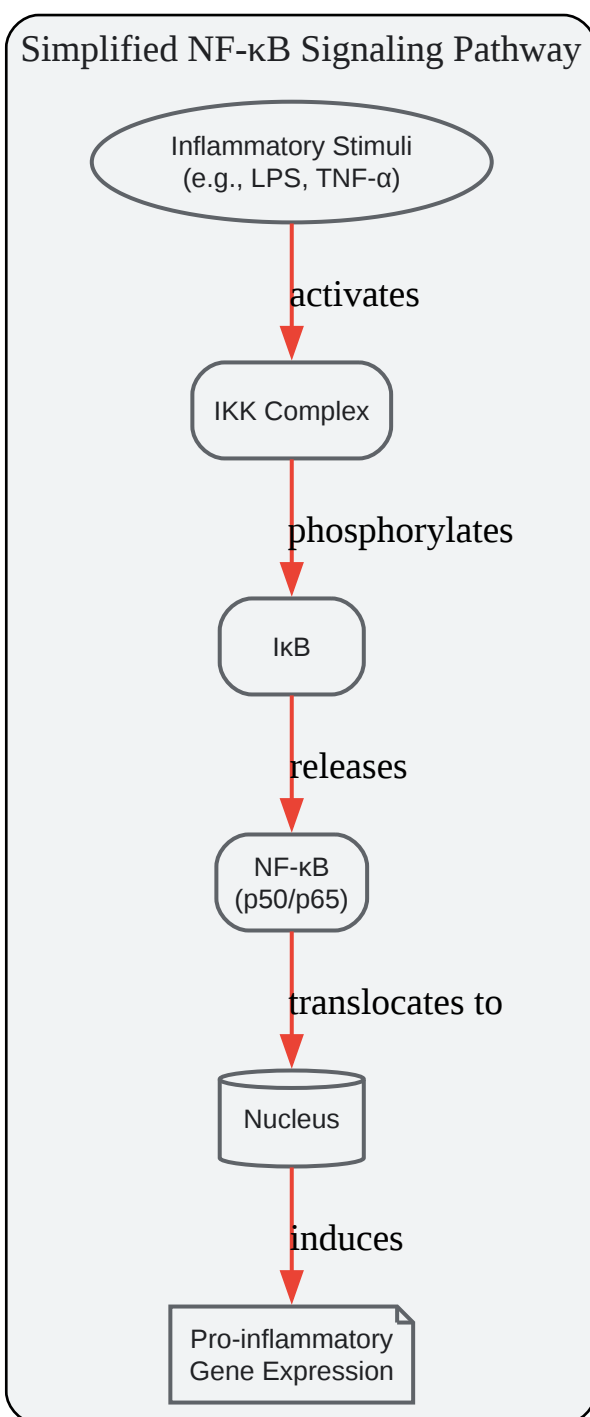 Simplified NF-κB Signaling Pathway
Inflammatory Stimuli
(e.g., LPS, TNF-α)
activates
IKK Complex
phosphorylates
IκB
releases
NF-κB
(p50/p65)
translocates to
Nucleus
induces
Pro-inflammatory
Gene Expression